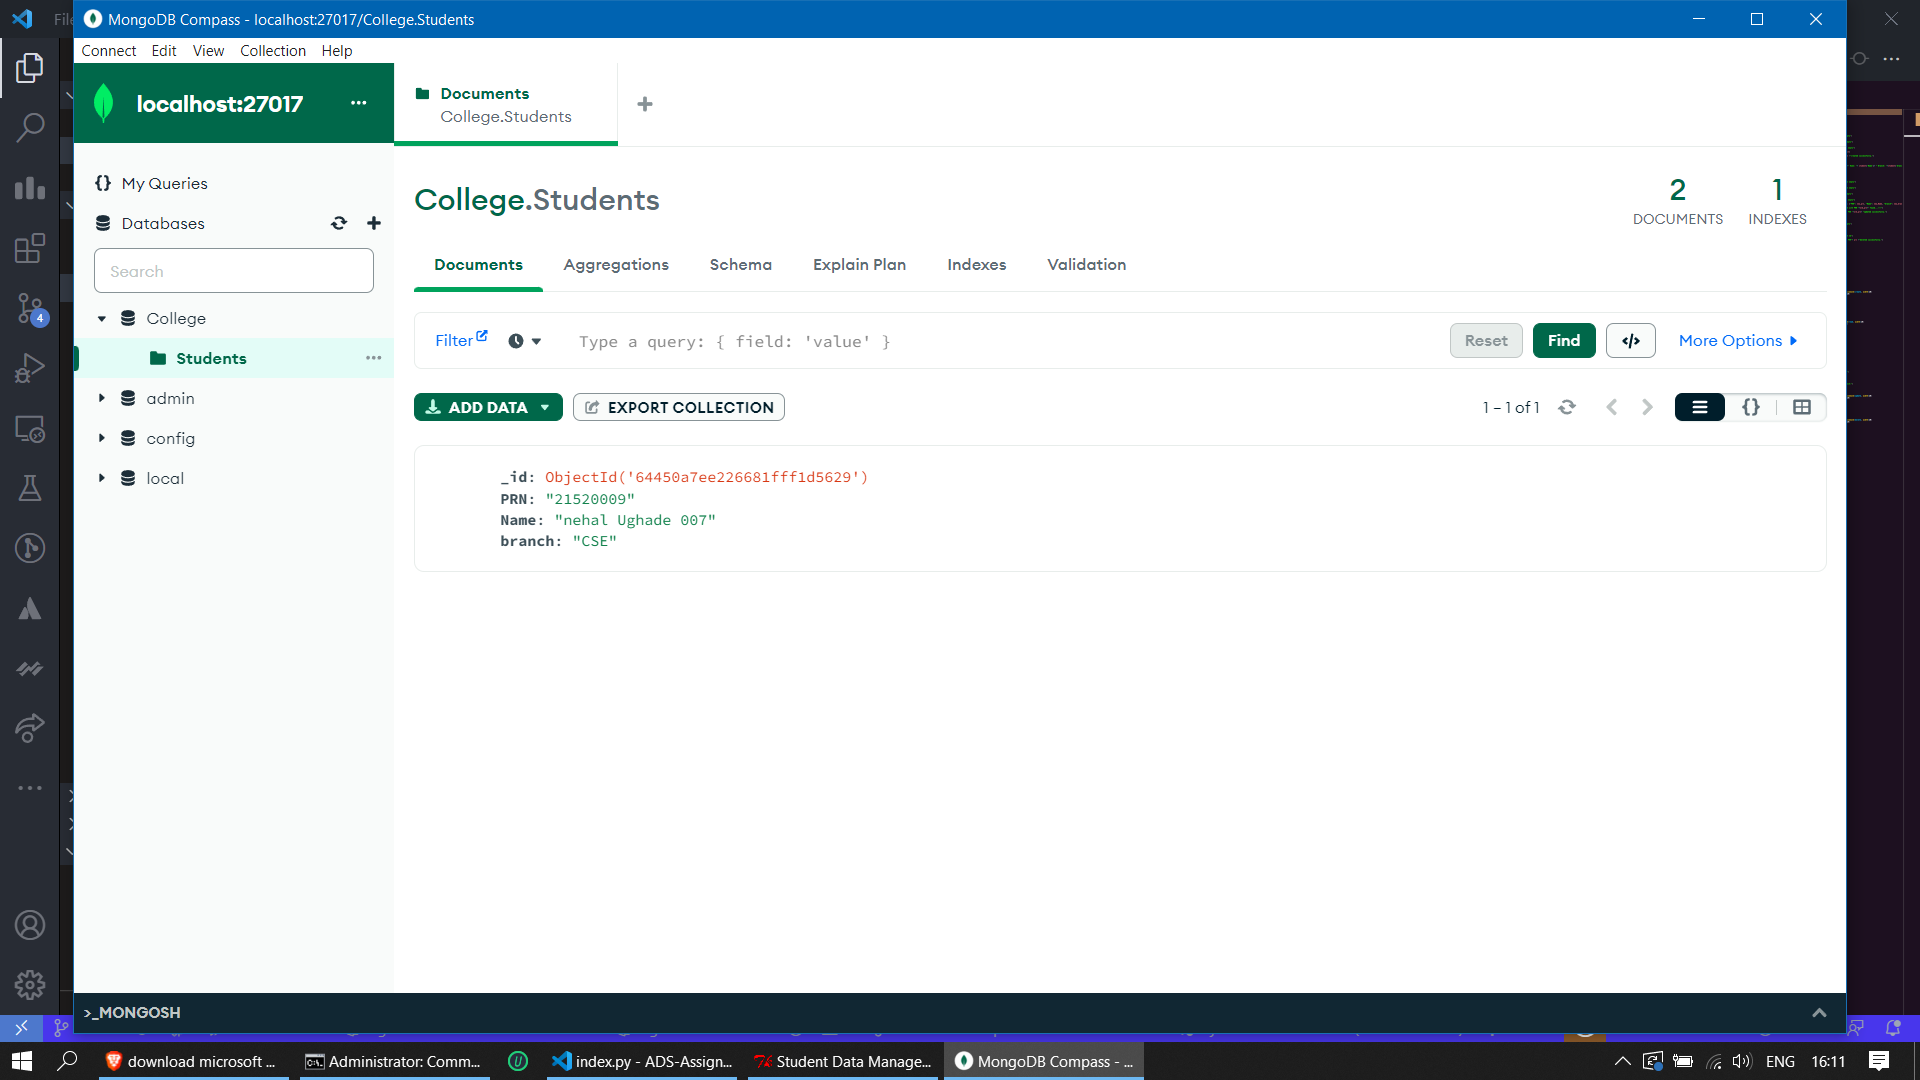 File
MongoDB Compass - localhost:27017/College.Students
Connect Edit View Collection Help
localhost:27017
Documents
College.Students
My Queries
College.Students
2
1
Databases
DOCUMENTS
INDEXES
Search
Documents
Aggregations
Schema
Explain Plan
Indexes
Validation
College
4
Filter
Type a query: { field: 'value' }
Reset
Find
More Options
Students
admin
ADD DATA
EXPORT COLLECTION
1 – 1 of 1
config
local
_id: ObjectId('64450a7ee226681fff1d5629')
PRN: "21520009"
Name: "nehal Ughade 007"
branch: "CSE"
>_MONGOSH
download microsoft ...
Administrator: Comm...
index.py - ADS-Assign...
Student Data Manage...
MongoDB Compass - ...
ENG
16:11